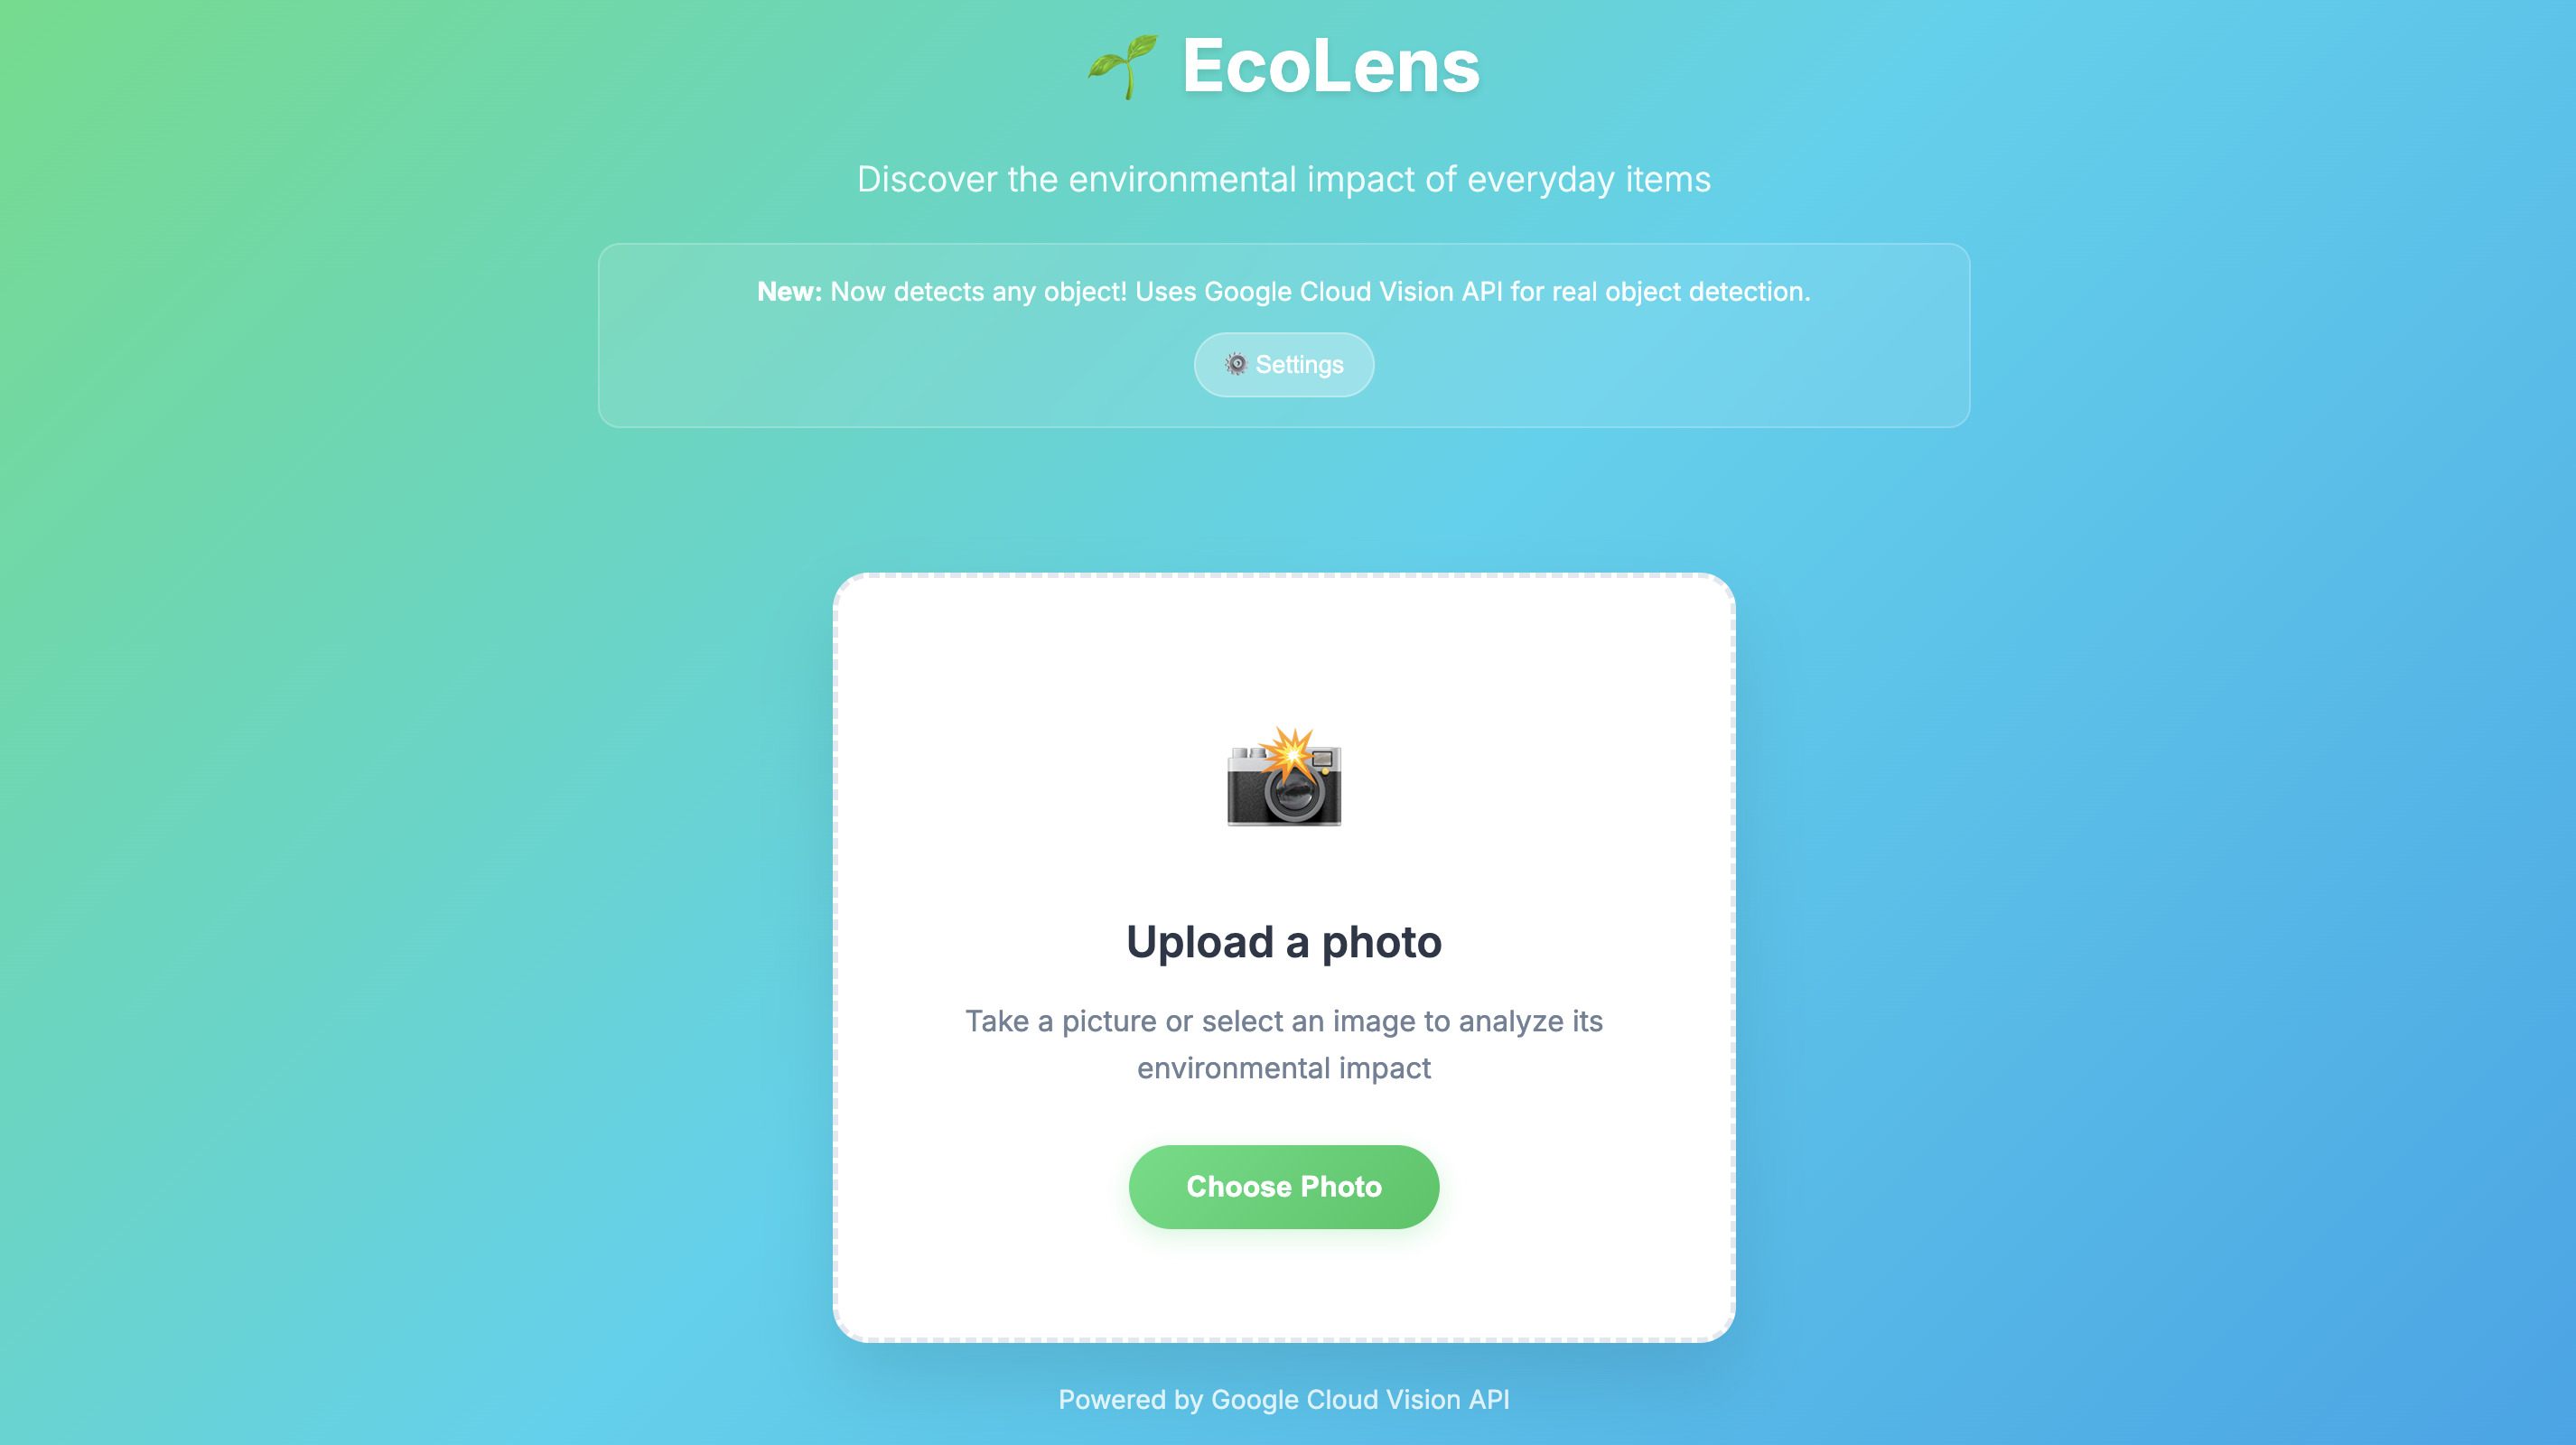 EcoLens
Discover the environmental impact of everyday items
New: Now detects any object! Uses Google Cloud Vision API for real object detection.
Settings
Upload a photo
Take a picture or select an image to analyze its
environmental impact
Choose Photo
Powered by Google Cloud Vision API